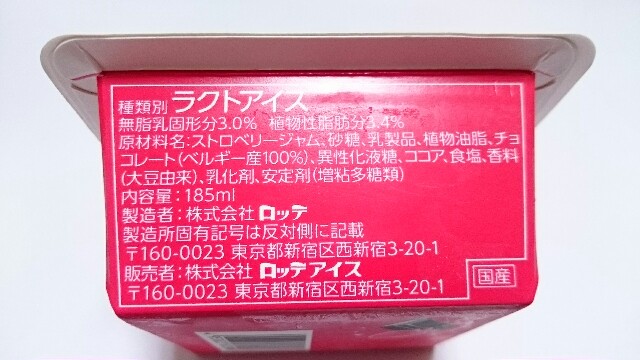 種類別 ラクトアイス
無脂乳固形分3.0% 植物性脂肪分3.4%
原材料名:ストロベリージャム、砂糖、乳製品、植物油脂、チョ
コレート(ベルギー産100%)、異性化液糖、ココア、食塩、香料
(大豆由来)、乳化剤、安定剤(増粘多糖類)
内容量:185ml
製造者:株式会社 ロッテ
製造所固有記号は反対側に記載
〒160-0023 東京都新宿区西新宿3-20-1
販売者:株式会社 ロッテアイス
〒160-0023 東京都新宿区西新宿3-20-1
国産